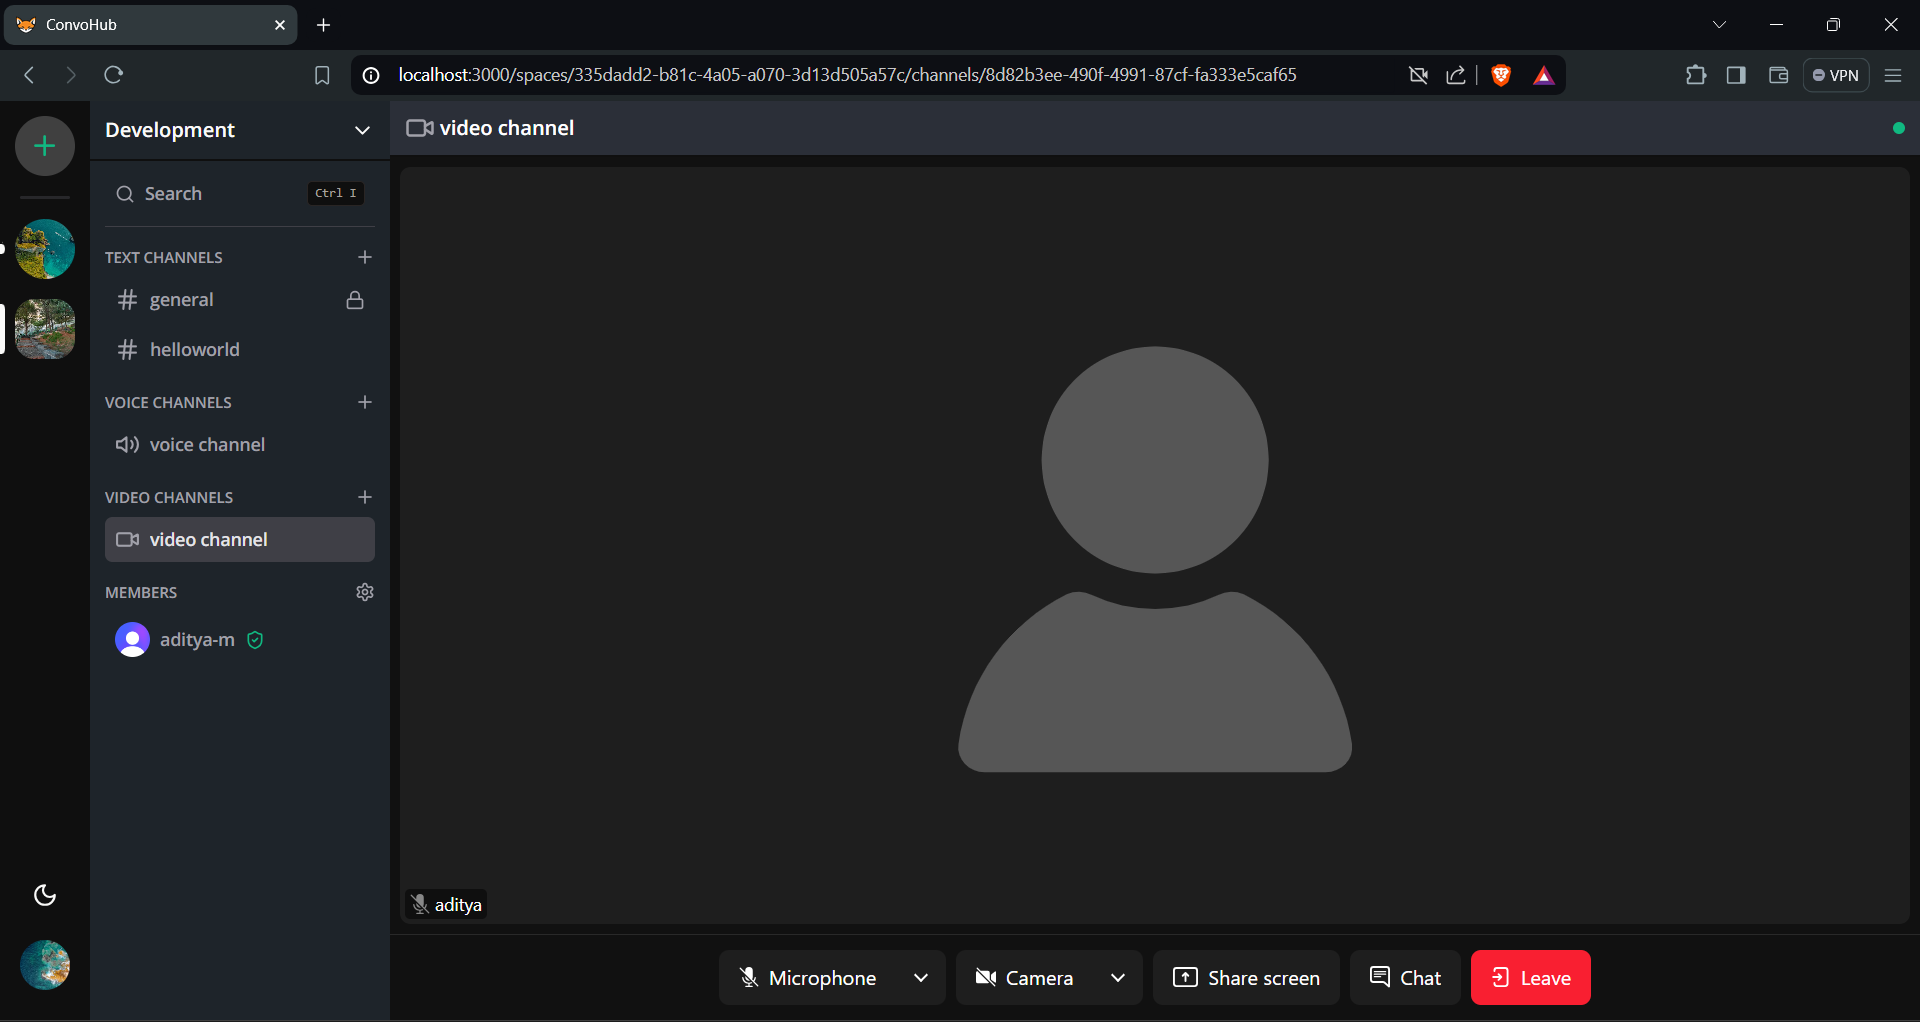 ConvoHub
localhost:3000/spaces/335dadd2-b81c-4a05-a070-3d13d505a57c/channels/8d82b3ee-490f-4991-87cf-fa333e5caf65
VPN
Development
video channel
Search
Ctrl I
TEXT CHANNELS
general
helloworld
VOICE CHANNELS
voice channel
VIDEO CHANNELS
video channel
MEMBERS
aditya-m
aditya
Microphone
Camera
Share screen
Chat
Leave